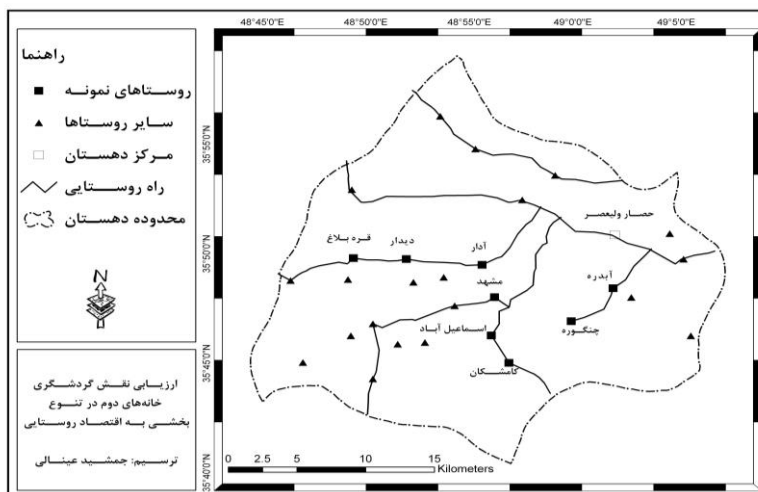 48°45'0"E 48°50'0"E 48°55'0"E 49°0'0"E 49°5'0"E
راهنما
روستاهای نمونه
سایر روستاها
مرکز دهستان
راه روستایی
محدوده دهستان
N
ارزیابی نقش گردشگری
خانه‌های دوم در تنوع
بخشی به اقتصاد روستایی
ترسیم: جمشید عینالی
35°55'0"N
35°50'0"N
35°45'0"N
35°40'0"N
حصار ولیعصر
قره بلاغ
دیدار
آدار
مشهد
آبدره
اسماعیل آباد
چنگوره
کامشکان
0 2.5 5 10 15
Kilometers